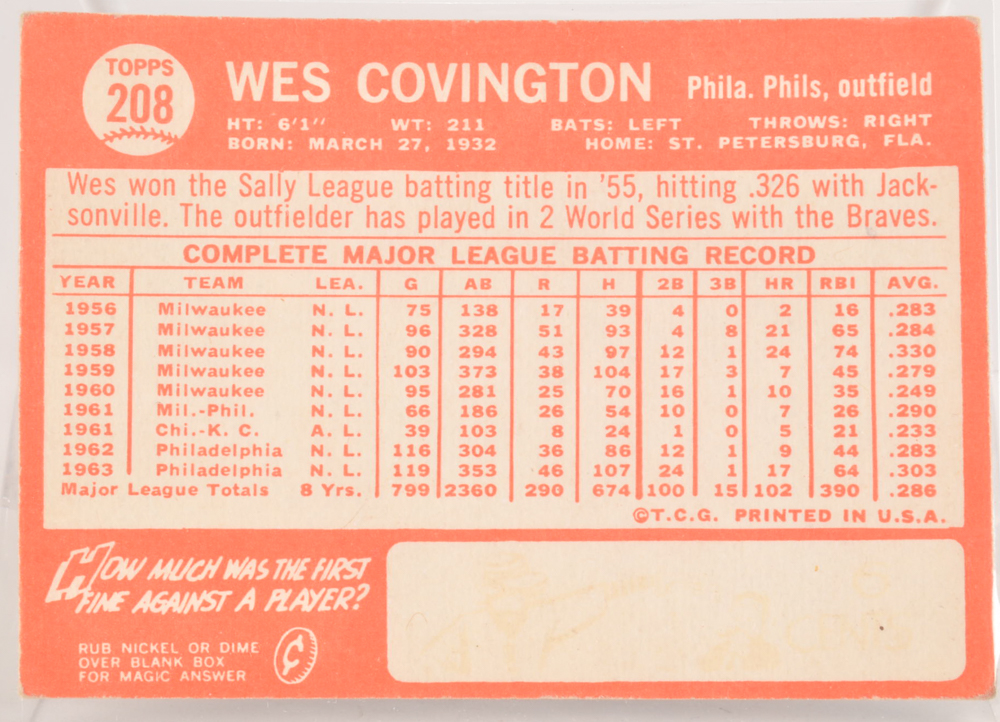 TOPPS
208
WES COVINGTON Phila. Phils, outfield
HT: 6'1" WT: 211 BATS: LEFT THROWS: RIGHT
BORN: MARCH 27, 1932 HOME: ST. PETERSBURG, FLA.
Wes won the Sally League batting title in '55, hitting .326 with Jack-
sonville. The outfielder has played in 2 World Series with the Braves.
COMPLETE MAJOR LEAGUE BATTING RECORD
YEAR TEAM LEA. G AB R H 2B 3B HR RBI AVG.
1956 Milwaukee N. L. 75 138 17 39 4 0 2 16 .283
1957 Milwaukee N. L. 96 328 51 93 4 8 21 65 .284
1958 Milwaukee N. L. 90 294 43 97 12 1 24 74 .330
1959 Milwaukee N. L. 103 373 38 104 17 3 7 45 .279
1960 Milwaukee N. L. 95 281 25 70 16 1 10 35 .249
1961 Mil.-Phil. N. L. 66 186 26 54 10 0 7 26 .290
1961 Chi.-K. C. A. L. 39 103 8 24 1 0 5 21 .233
1962 Philadelphia N. L. 116 304 36 86 12 1 9 44 .283
1963 Philadelphia N. L. 119 353 46 107 24 1 17 64 .303
Major League Totals 8 Yrs. 799 2360 290 674 100 15 102 390 .286
©T.C.G. PRINTED IN U.S.A.
HOW MUCH WAS THE FIRST
FINE AGAINST A PLAYER?
RUB NICKEL OR DIME
OVER BLANK BOX
FOR MAGIC ANSWER
¢